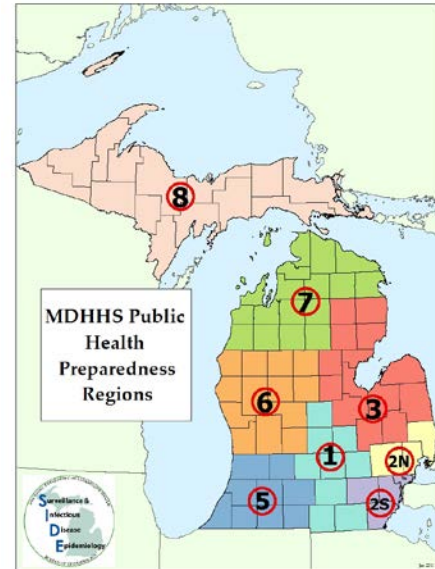 8
MDHHS Public
Health
Preparedness
Regions
7
6
3
1
2N
5
2S
Surveillance &
Infectious
Disease
Epidemiology